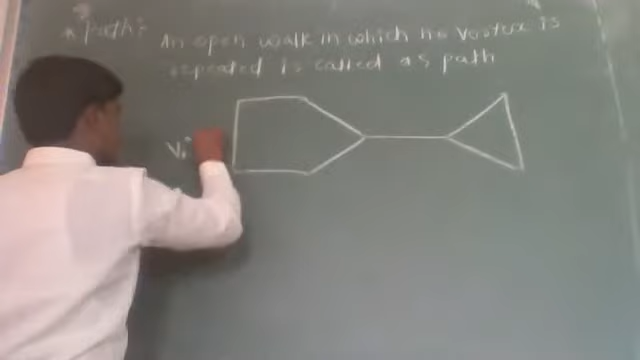 * path:- An open walk in which no vertex is
repeated is called as path
V₁